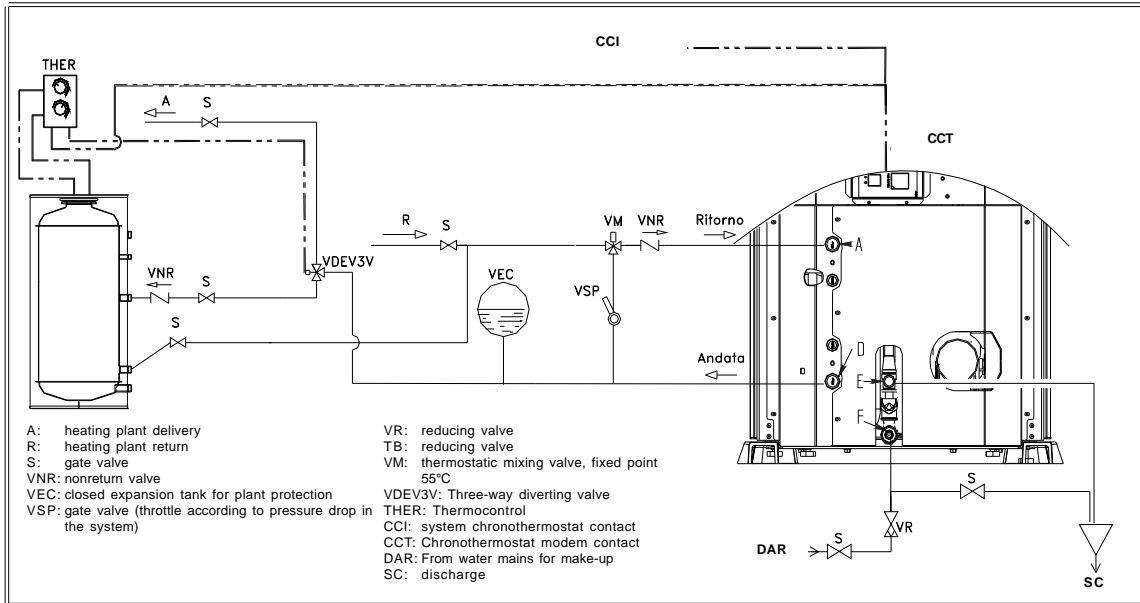 CCI
THER
A
S
CCT
R
S
VM
VNR
Ritorno
A
VDEV3V
VEC
VNR
S
VSP
S
D
Andata
E
F
A: heating plant delivery
R: heating plant return
S: gate valve
VNR: nonreturn valve
VEC: closed expansion tank for plant protection
VSP: gate valve (throttle according to pressure drop in
the system)
VR: reducing valve
TB: reducing valve
VM: thermostatic mixing valve, fixed point
55°C
VDEV3V: Three-way diverting valve
THER: Thermocontrol
CCI: system chronothermostat contact
CCT: Chronothermostat modem contact
DAR: From water mains for make-up
SC: discharge
S
VR
DAR
S
SC